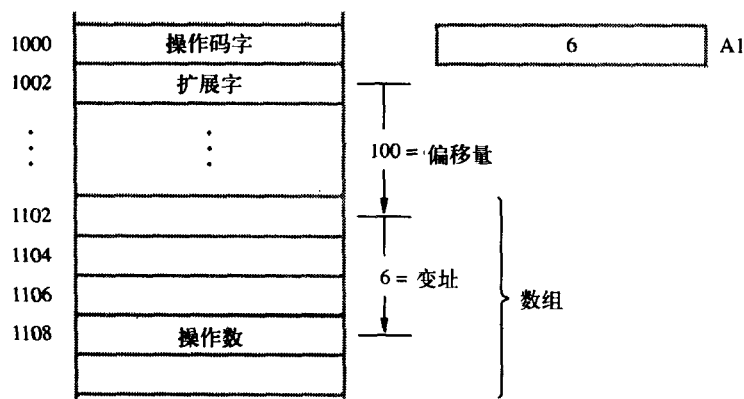 1000 操作码字 6 A1
1002 扩展字
100 = 偏移量
1102
1104
6 = 变址
1106
数组
1108 操作数